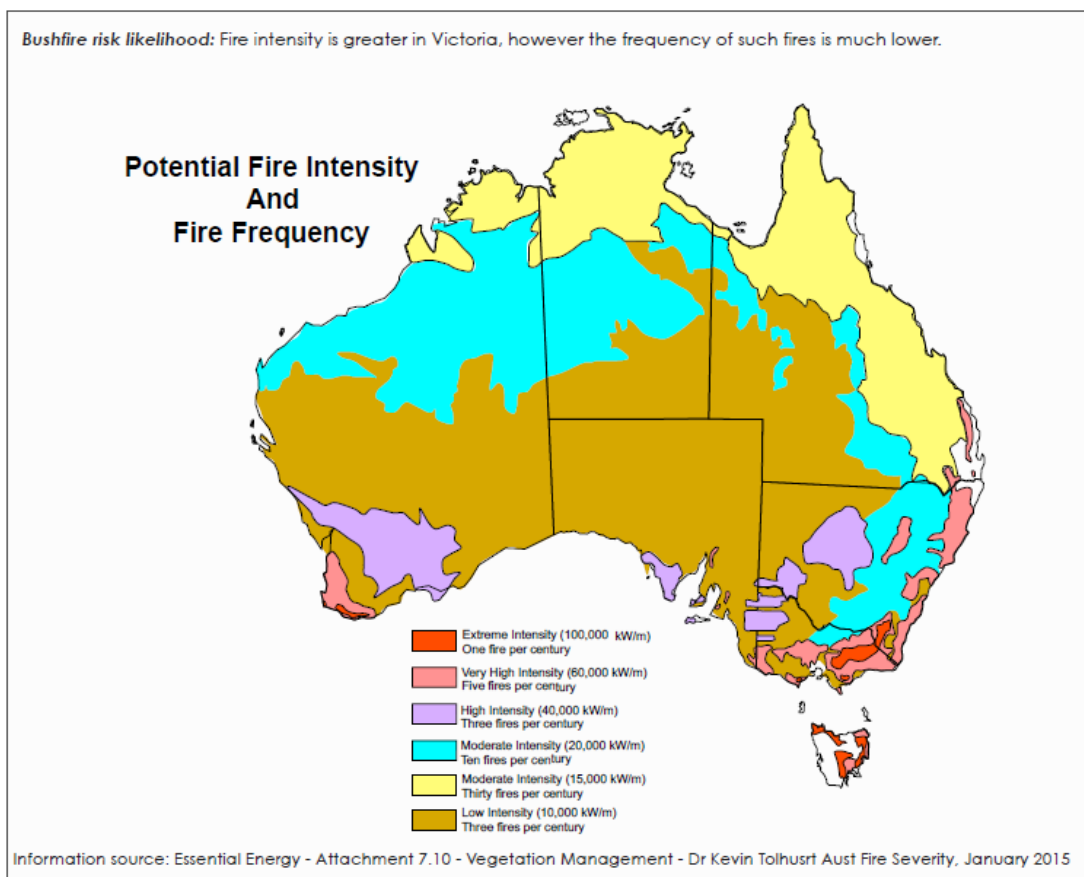 Bushfire risk likelihood: Fire intensity is greater in Victoria, however the frequency of such fires is much lower.
Potential Fire Intensity
And
Fire Frequency
Extreme Intensity (100,000 kW/m)
One fire per century
Very High Intensity (60,000 kW/m)
Five fires per century
High Intensity (40,000 kW/m)
Three fires per century
Moderate Intensity (20,000 kW/m)
Ten fires per century
Moderate Intensity (15,000 kW/m)
Thirty fires per century
Low Intensity (10,000 kW/m)
Three fires per century
Information source: Essential Energy - Attachment 7.10 - Vegetation Management - Dr Kevin Tolhusrt Aust Fire Severity, January 2015